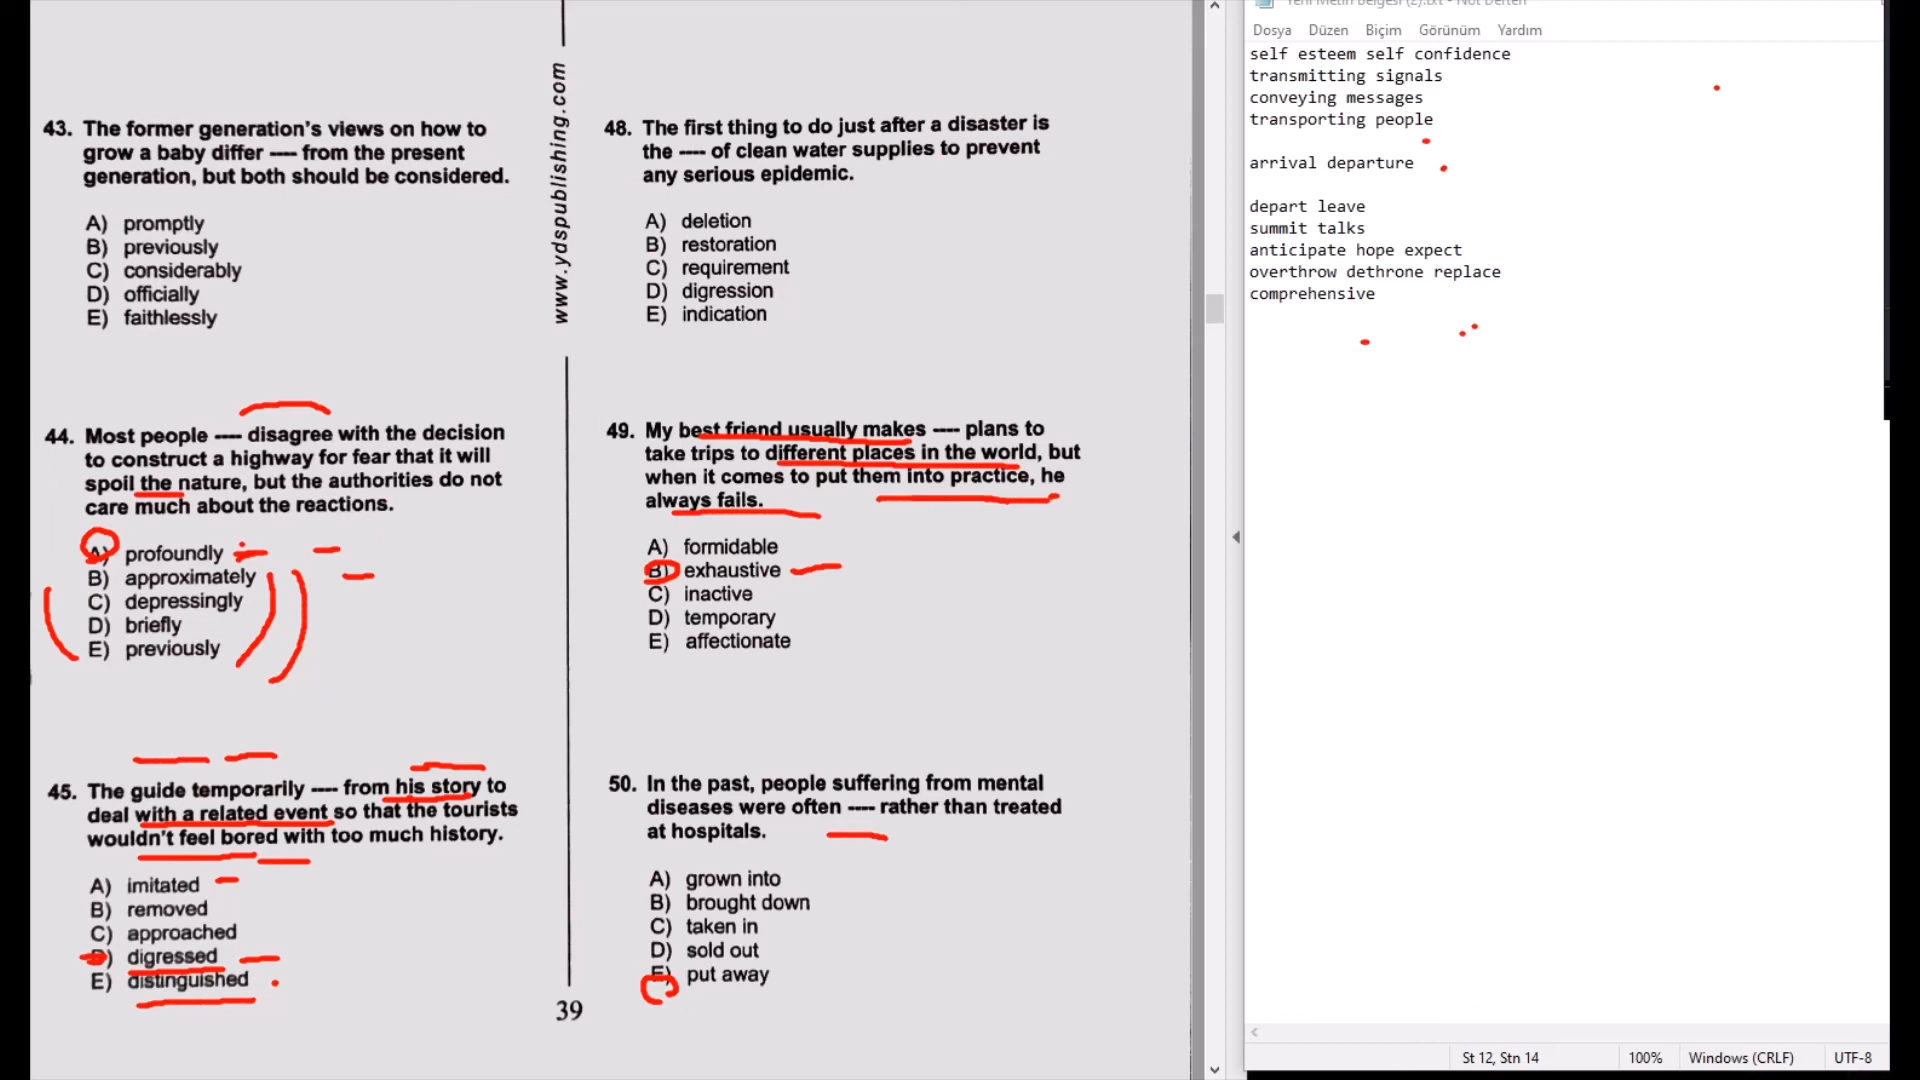 43. The former generation's views on how to
grow a baby differ ---- from the present
generation, but both should be considered.
A) promptly
B) previously
C) considerably
D) officially
E) faithlessly
44. Most people ---- disagree with the decision
to construct a highway for fear that it will
spoil the nature, but the authorities do not
care much about the reactions.
A) profoundly
B) approximately
C) depressingly
D) briefly
E) previously
45. The guide temporarily ---- from his story to
deal with a related event so that the tourists
wouldn't feel bored with too much history.
A) imitated
B) removed
C) approached
D) digressed
E) distinguished
www.ydspublishing.com
48. The first thing to do just after a disaster is
the ---- of clean water supplies to prevent
any serious epidemic.
A) deletion
B) restoration
C) requirement
D) digression
E) indication
49. My best friend usually makes ---- plans to
take trips to different places in the world, but
when it comes to put them into practice, he
always fails.
A) formidable
B) exhaustive
C) inactive
D) temporary
E) affectionate
50. In the past, people suffering from mental
diseases were often ---- rather than treated
at hospitals.
A) grown into
B) brought down
C) taken in
D) sold out
E) put away
39
Yeni Metin Belgesi (2).txt - Not Defteri
Dosya Düzen Biçim Görünüm Yardım
self esteem self confidence
transmitting signals
conveying messages
transporting people
arrival departure
depart leave
summit talks
anticipate hope expect
overthrow dethrone replace
comprehensive
St 12, Stn 14 100% Windows (CRLF) UTF-8